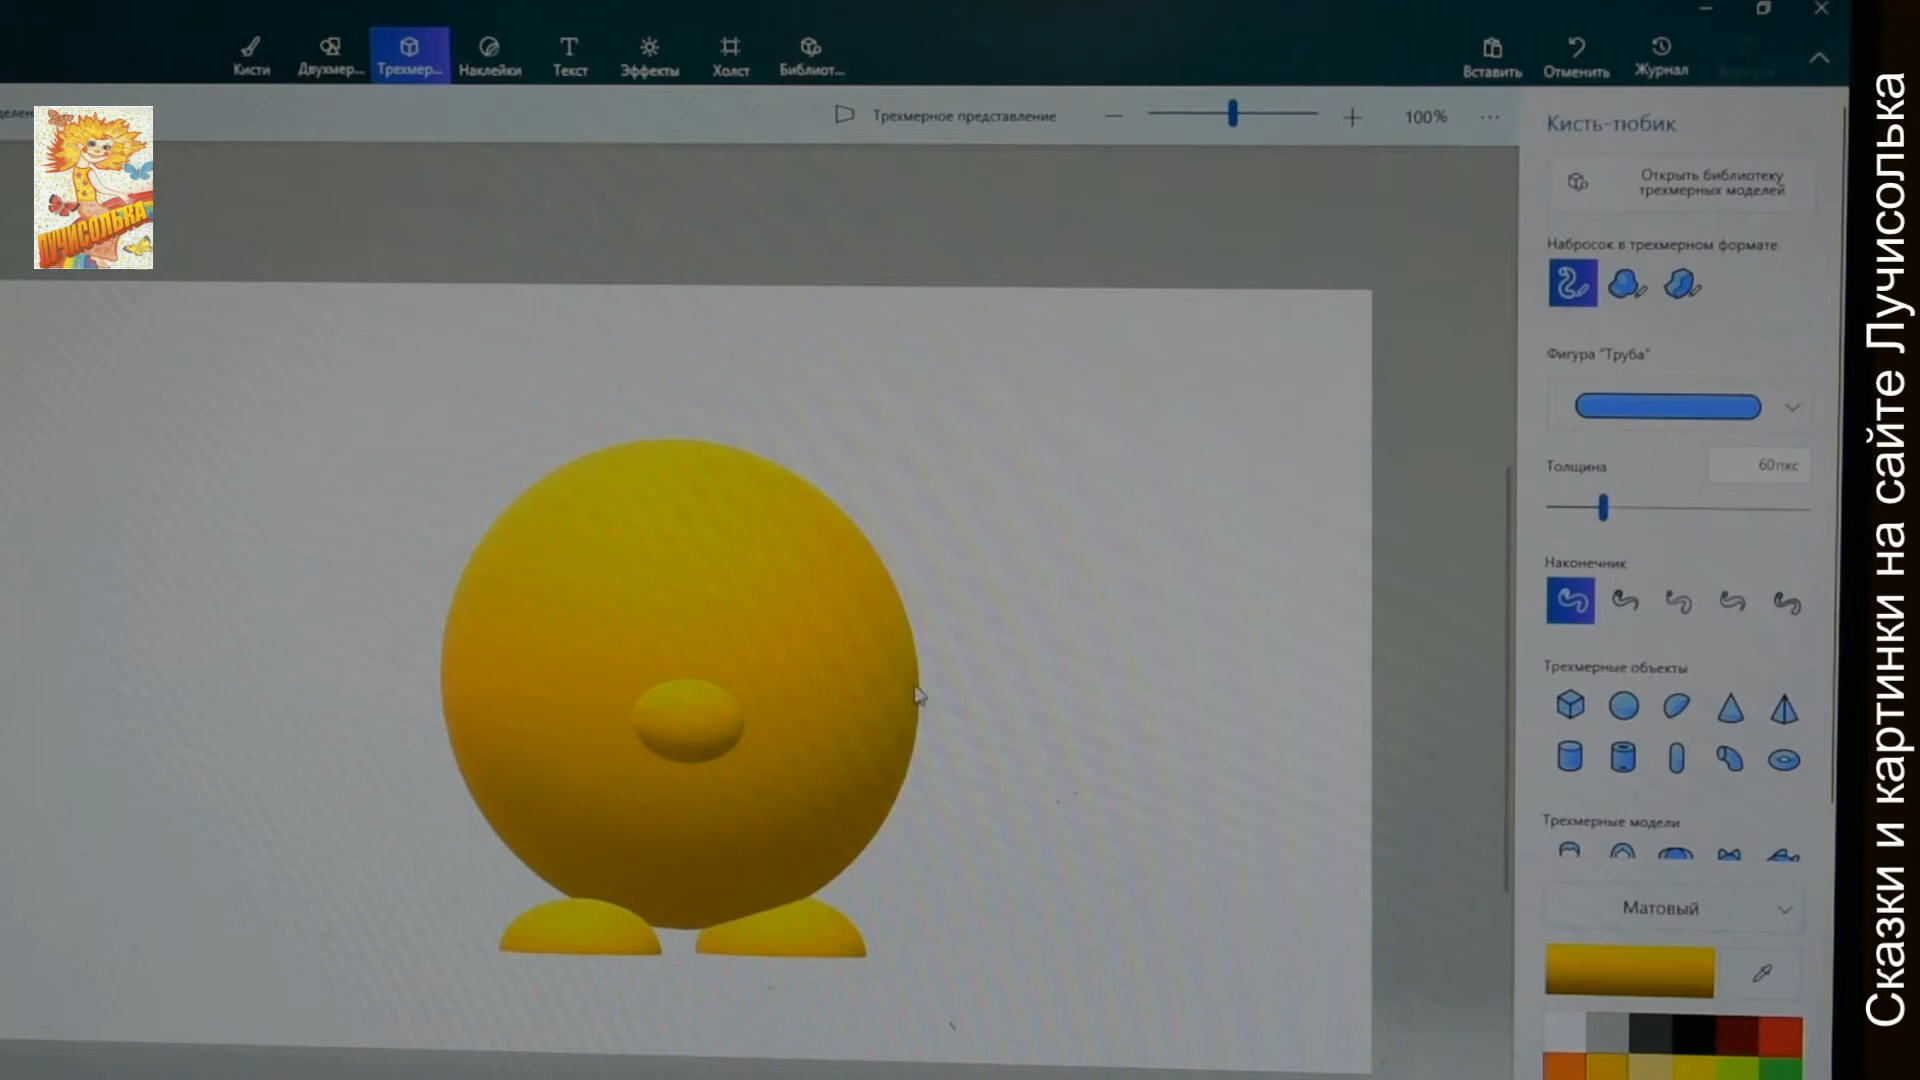 Кисти
Двухмер...
Трехмер...
Наклейки
Текст
Эффекты
Холст
Библиот...
Вставить
Отменить
Журнал
Трехмерное представление
100%
Кисть-тюбик
Открыть библиотеку
трехмерных моделей
Набросок в трехмерном формате
Фигура "Труба"
Толщина
60пкс
Наконечник
Трехмерные объекты
Трехмерные модели
Матовый
ЛУЧИСОЛЬКА
Сказки и картинки на сайте Лучисолька